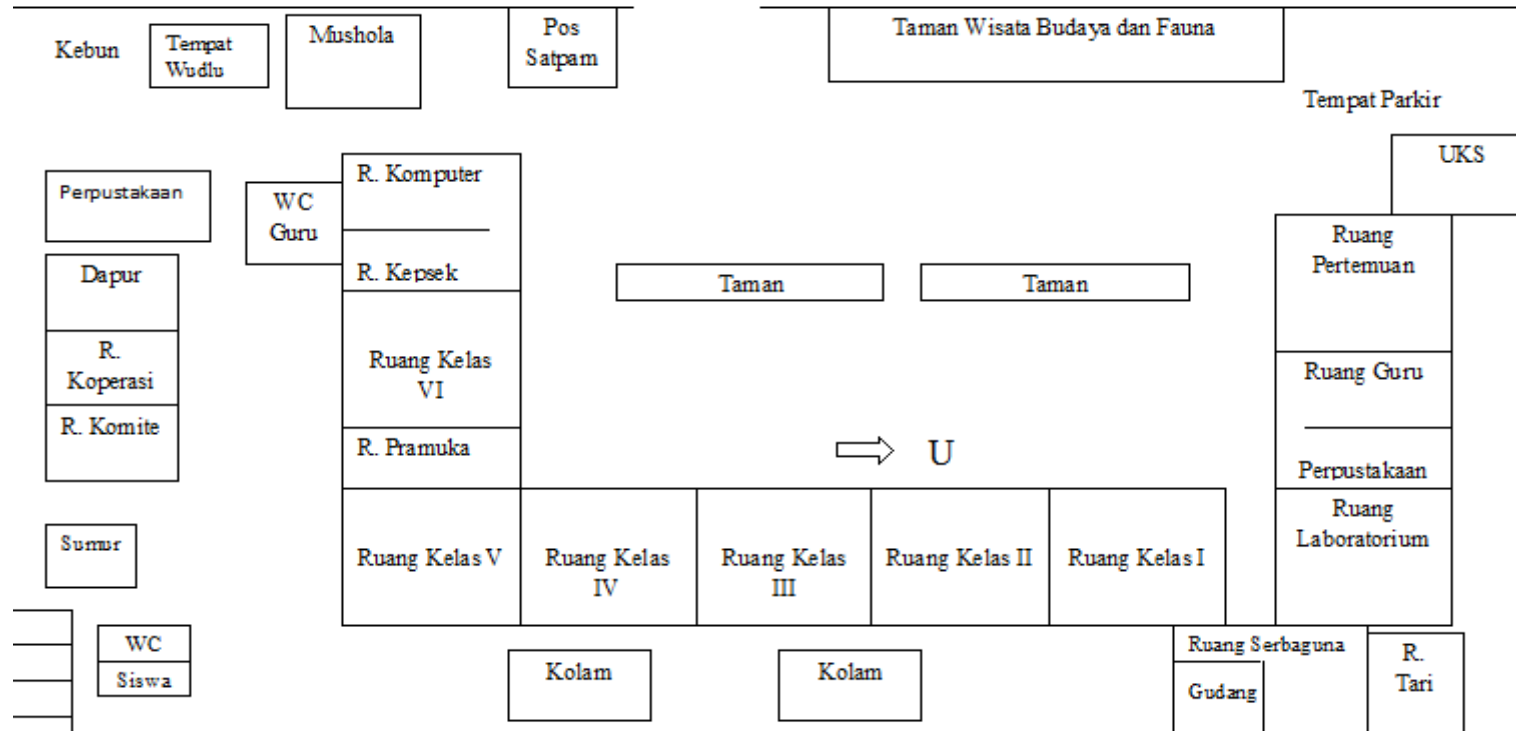 Kebun
Tempat
Wudlu
Mushola
Pos
Satpam
Taman Wisata Budaya dan Fauna
Tempat Parkir
UKS
Perpustakaan
WC
Guru
R. Komputer
R. Kepsek
Ruang
Pertemuan
Dapur
Taman
Taman
R.
Koperasi
Ruang Kelas
VI
Ruang Guru
R. Komite
R. Pramuka
U
Perpustakaan
Sumur
Ruang Kelas V
Ruang Kelas
IV
Ruang Kelas
III
Ruang Kelas II
Ruang Kelas I
Ruang
Laboratorium
WC
Siswa
Kolam
Kolam
Ruang Serbaguna
Gudang
R.
Tari